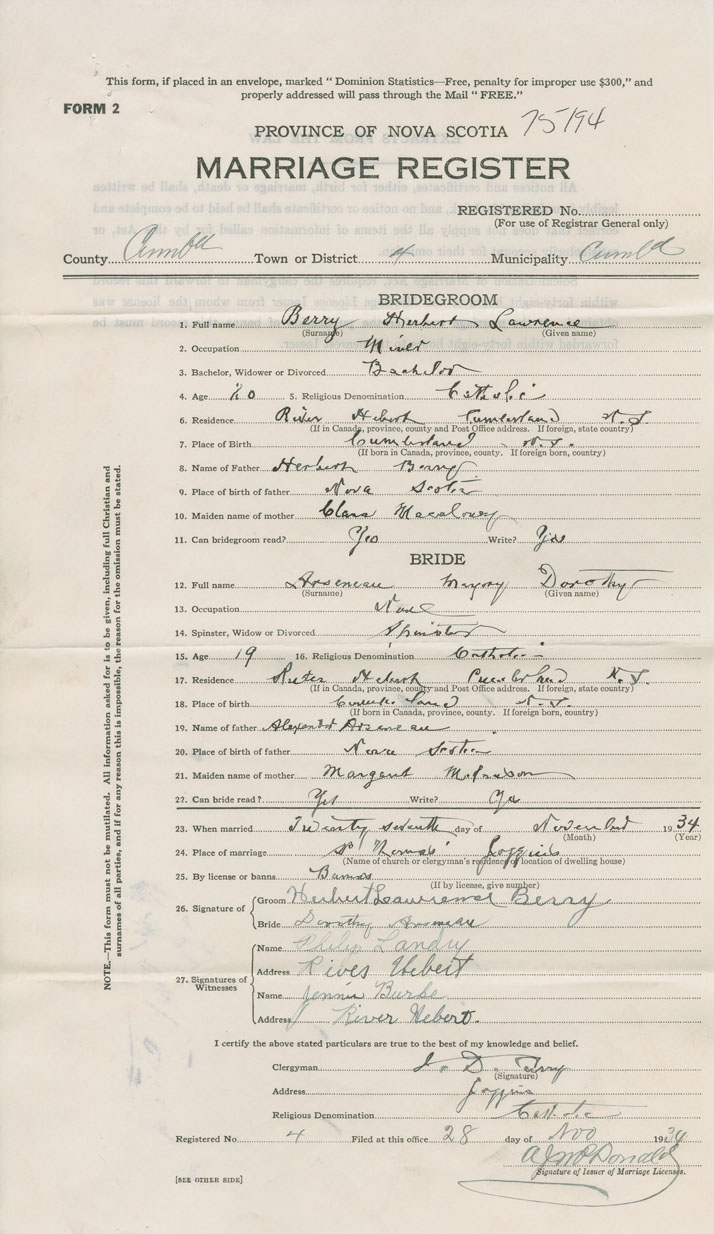 This form, if placed in an envelope, marked “ Dominion Statistics—Free, penalty for improper use $300,” and
properly addressed will pass through the Mail “ FREE.”
FORM 2
PROVINCE OF NOVA SCOTIA 75194
MARRIAGE REGISTER
REGISTERED No.
(For use of Registrar General only)
County Cumb'd Town or District 4 Municipality Cumb'd
BRIDEGROOM
1. Full name Berry Herbert Lawrence
(Surname) (Given name)
2. Occupation Miner
3. Bachelor, Widower or Divorced Bachelor
4. Age 20 5. Religious Denomination Catholic
6. Residence River Hebert Cumberland N.S.
(If in Canada, province, county and Post Office address. If foreign, state country)
7. Place of Birth Cumberland N.S.
(If born in Canada, province, county. If foreign born, country)
8. Name of Father Herbert Berry
9. Place of birth of father Nova Scotia
10. Maiden name of mother Clara
11. Can bridegroom read? Yes Write? Yes
BRIDE
12. Full name Arseneau Dorothy
(Surname) (Given name)
13. Occupation None
14. Spinster, Widow or Divorced Spinster
15. Age 19 16. Religious Denomination Catholic
17. Residence River Hebert Cumberland N.S.
(If in Canada, province, county and Post Office address. If foreign, state country)
18. Place of birth Cumberland N.S.
(If born in Canada, province, county. If foreign born, country)
19. Name of father Alexander Arseneau
20. Place of birth of father Nova Scotia
21. Maiden name of mother Margaret
22. Can bride read? Yes Write? Yes
23. When married Twenty seventh day of November 1934
(Month) (Year)
24. Place of marriage St Thomas' Joggins
(Name of church or clergyman's residence or location of dwelling house)
25. By license or banns Banns
(If by license, give number)
26. Signature of
Groom Herbert Lawrence Berry
Bride Dorothy Arseneau
27. Signatures of Witnesses
Name Philip Landry
Address River Hebert
Name Jennie Burke
Address River Hebert.
I certify the above stated particulars are true to the best of my knowledge and belief.
Clergyman
(Signature)
Address Joggins
Religious Denomination Catholic
Registered No. 4 Filed at this office 28 day of Nov 1934
A J McDonald
Signature of Issuer of Marriage Licenses.
[SEE OTHER SIDE]
NOTE.—This form must not be mutilated. All information asked for is to be given, including full Christian and
surnames of all parties, and if for any reason this is impossible, the reason for the omission must be stated.